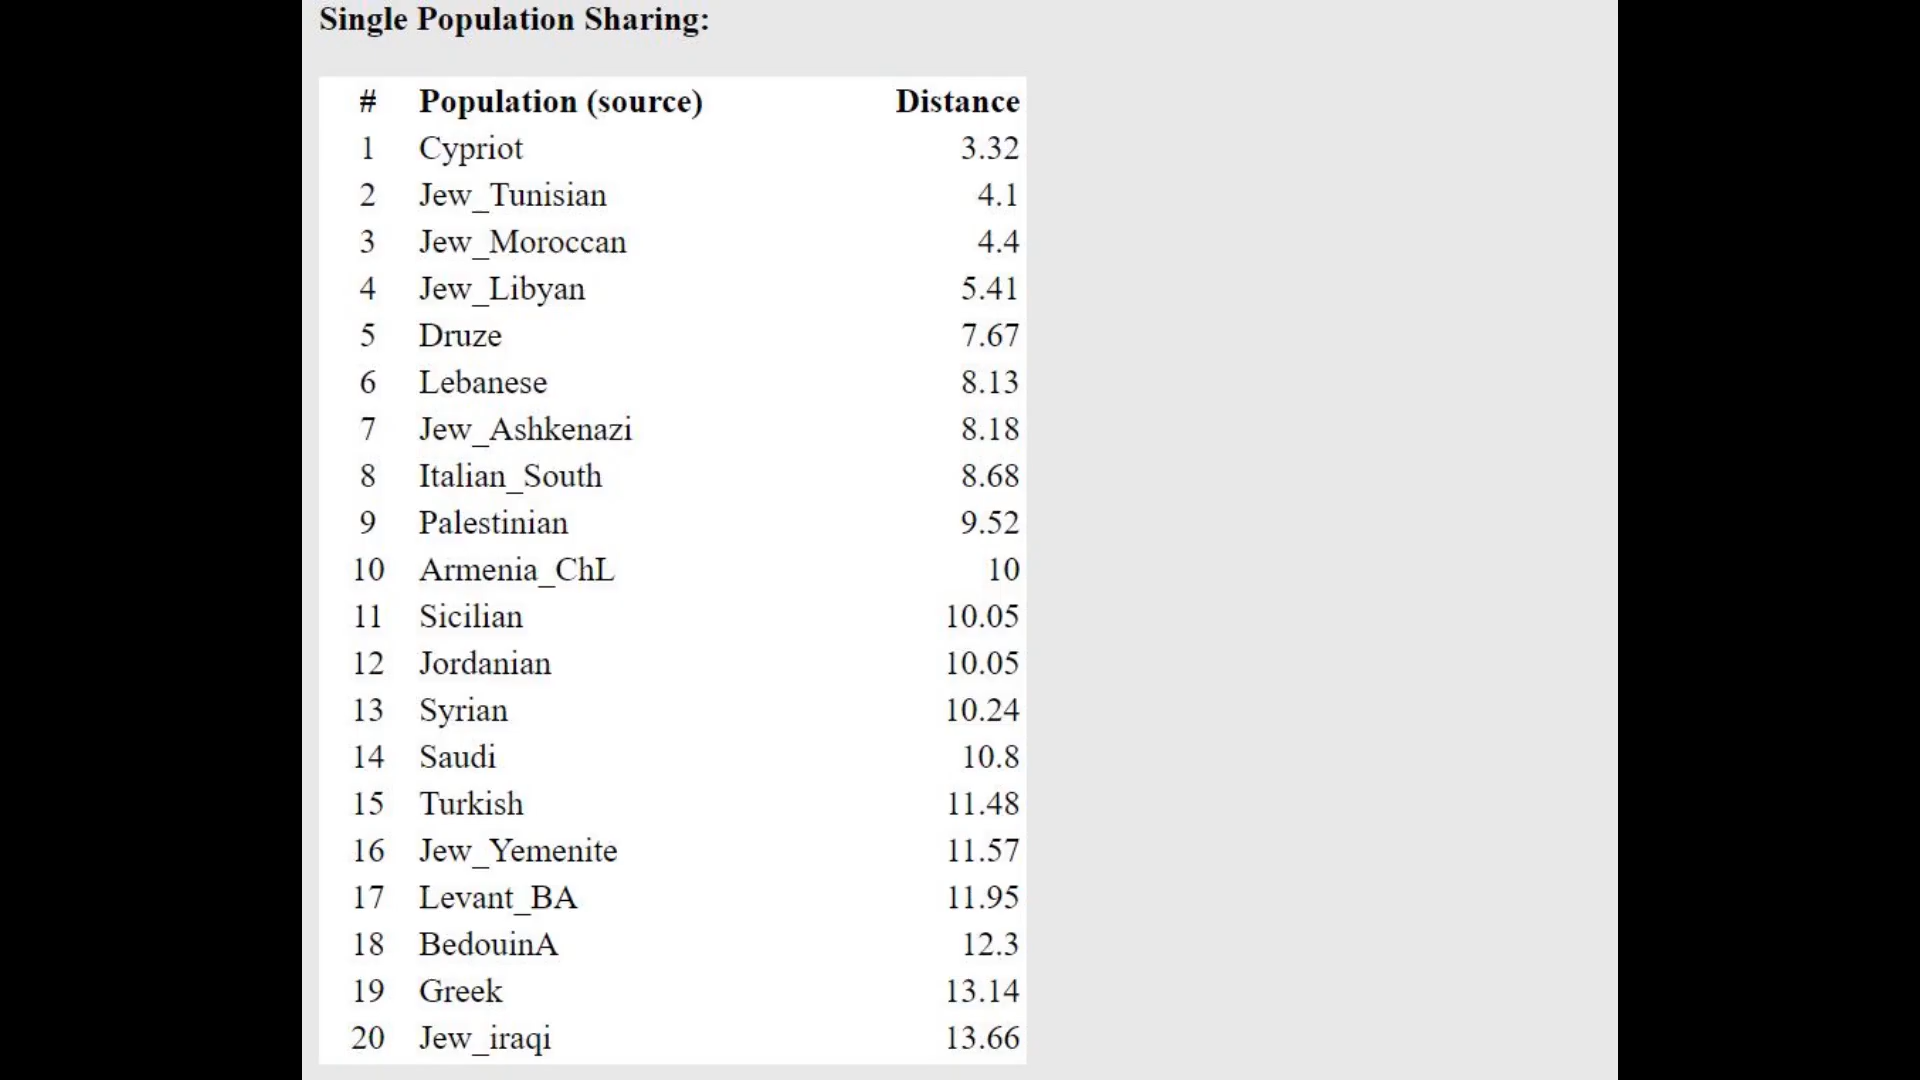 Single Population Sharing:
# Population (source) Distance
1 Cypriot 3.32
2 Jew_Tunisian 4.1
3 Jew_Moroccan 4.4
4 Jew_Libyan 5.41
5 Druze 7.67
6 Lebanese 8.13
7 Jew_Ashkenazi 8.18
8 Italian_South 8.68
9 Palestinian 9.52
10 Armenia_ChL 10
11 Sicilian 10.05
12 Jordanian 10.05
13 Syrian 10.24
14 Saudi 10.8
15 Turkish 11.48
16 Jew_Yemenite 11.57
17 Levant_BA 11.95
18 BedouinA 12.3
19 Greek 13.14
20 Jew_iraqi 13.66